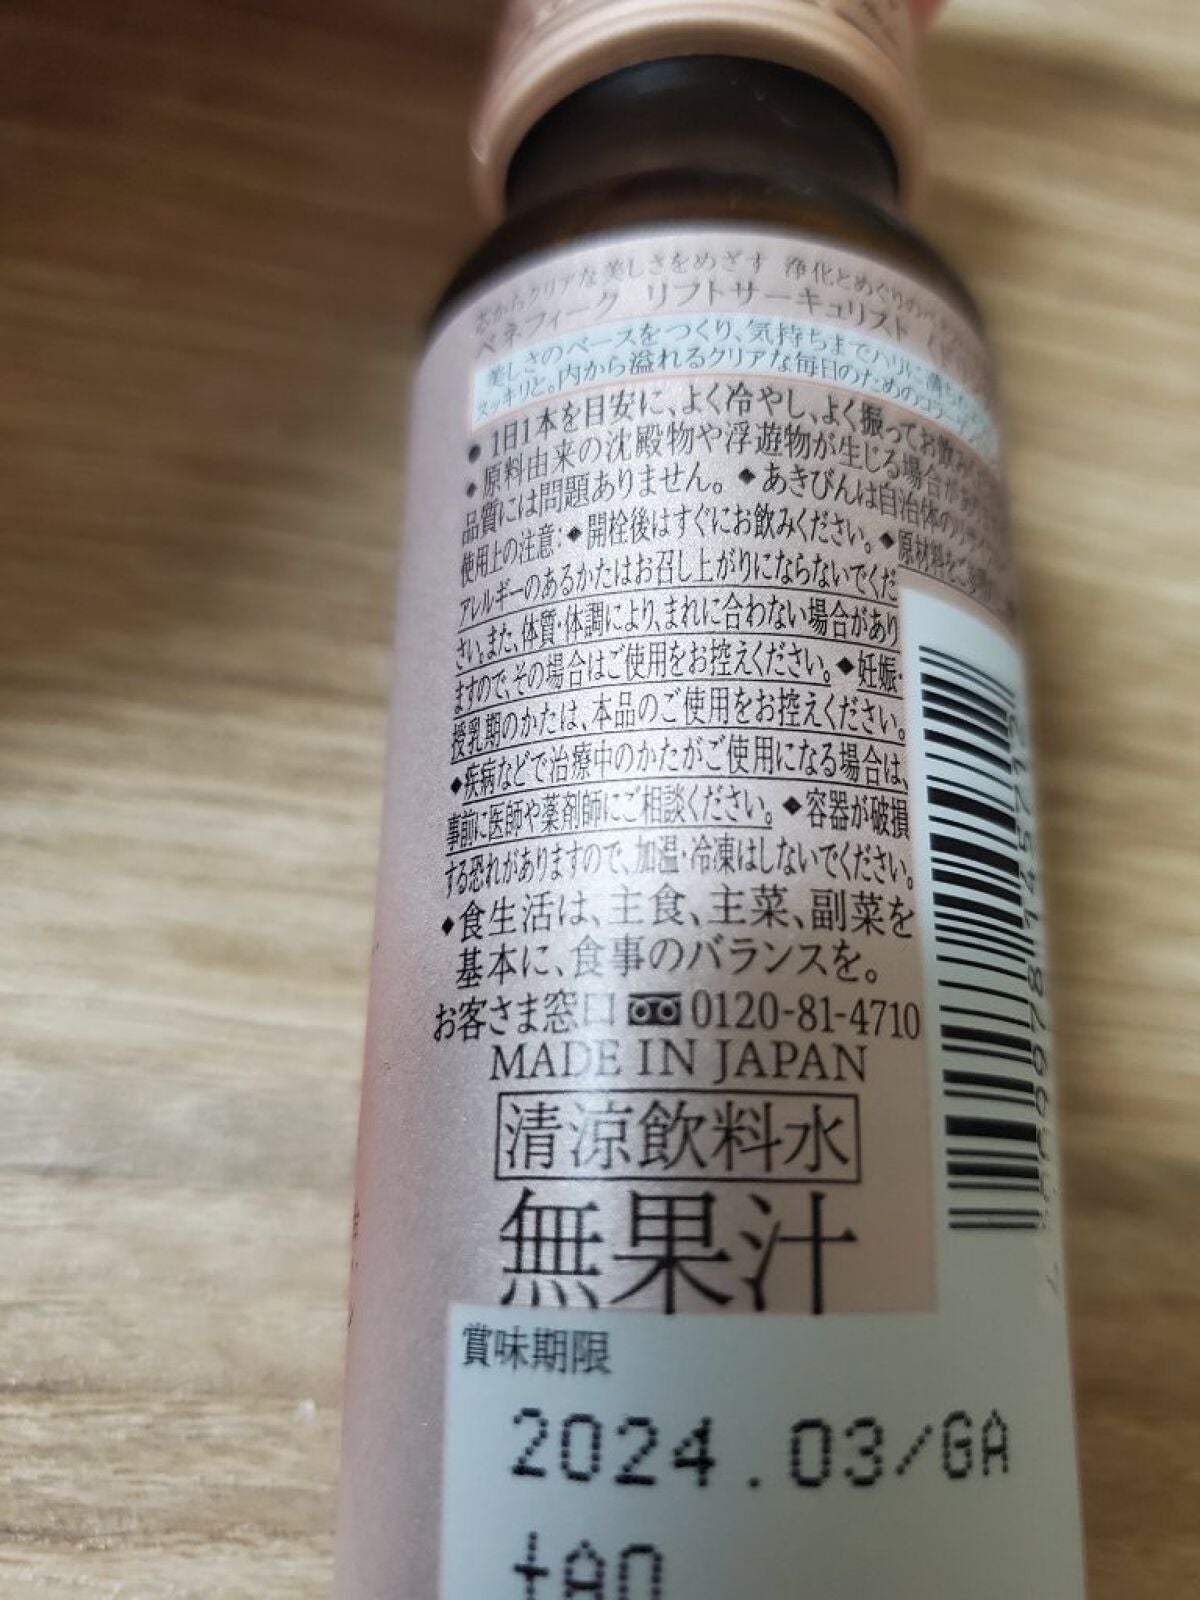 芯からクリアな美しさをめざす 浄化とめぐりの
ベネフィーク リフトサーキュリスト
美しさのベースをつくり、気持ちまでハリに満ち
スッキリと。内から溢れるクリアな毎日のための
●1日1本を目安に、よく冷やし、よく振ってお飲み
◆原料由来の沈殿物や浮遊物が生じる場合があり
品質には問題ありません。◆あきびんは自治体の
使用上の注意:◆開栓後はすぐにお飲みください。◆原材料をご参照
アレルギーのあるかたはお召し上がりにならないでくだ
さい。また、体質・体調により、まれに合わない場合があり
ますので、その場合はご使用をお控えください。◆妊娠・
授乳期のかたは、本品のご使用をお控えください。
◆疾病などで治療中のかたがご使用になる場合は、
事前に医師や薬剤師にご相談ください。◆容器が破損
する恐れがありますので、加温・冷凍はしないでください。
◆食生活は、主食、主菜、副菜を
基本に、食事のバランスを。
お客さま窓口 0120-81-4710
MADE IN JAPAN
清涼飲料水
無果汁
賞味期限
2024.03/GA